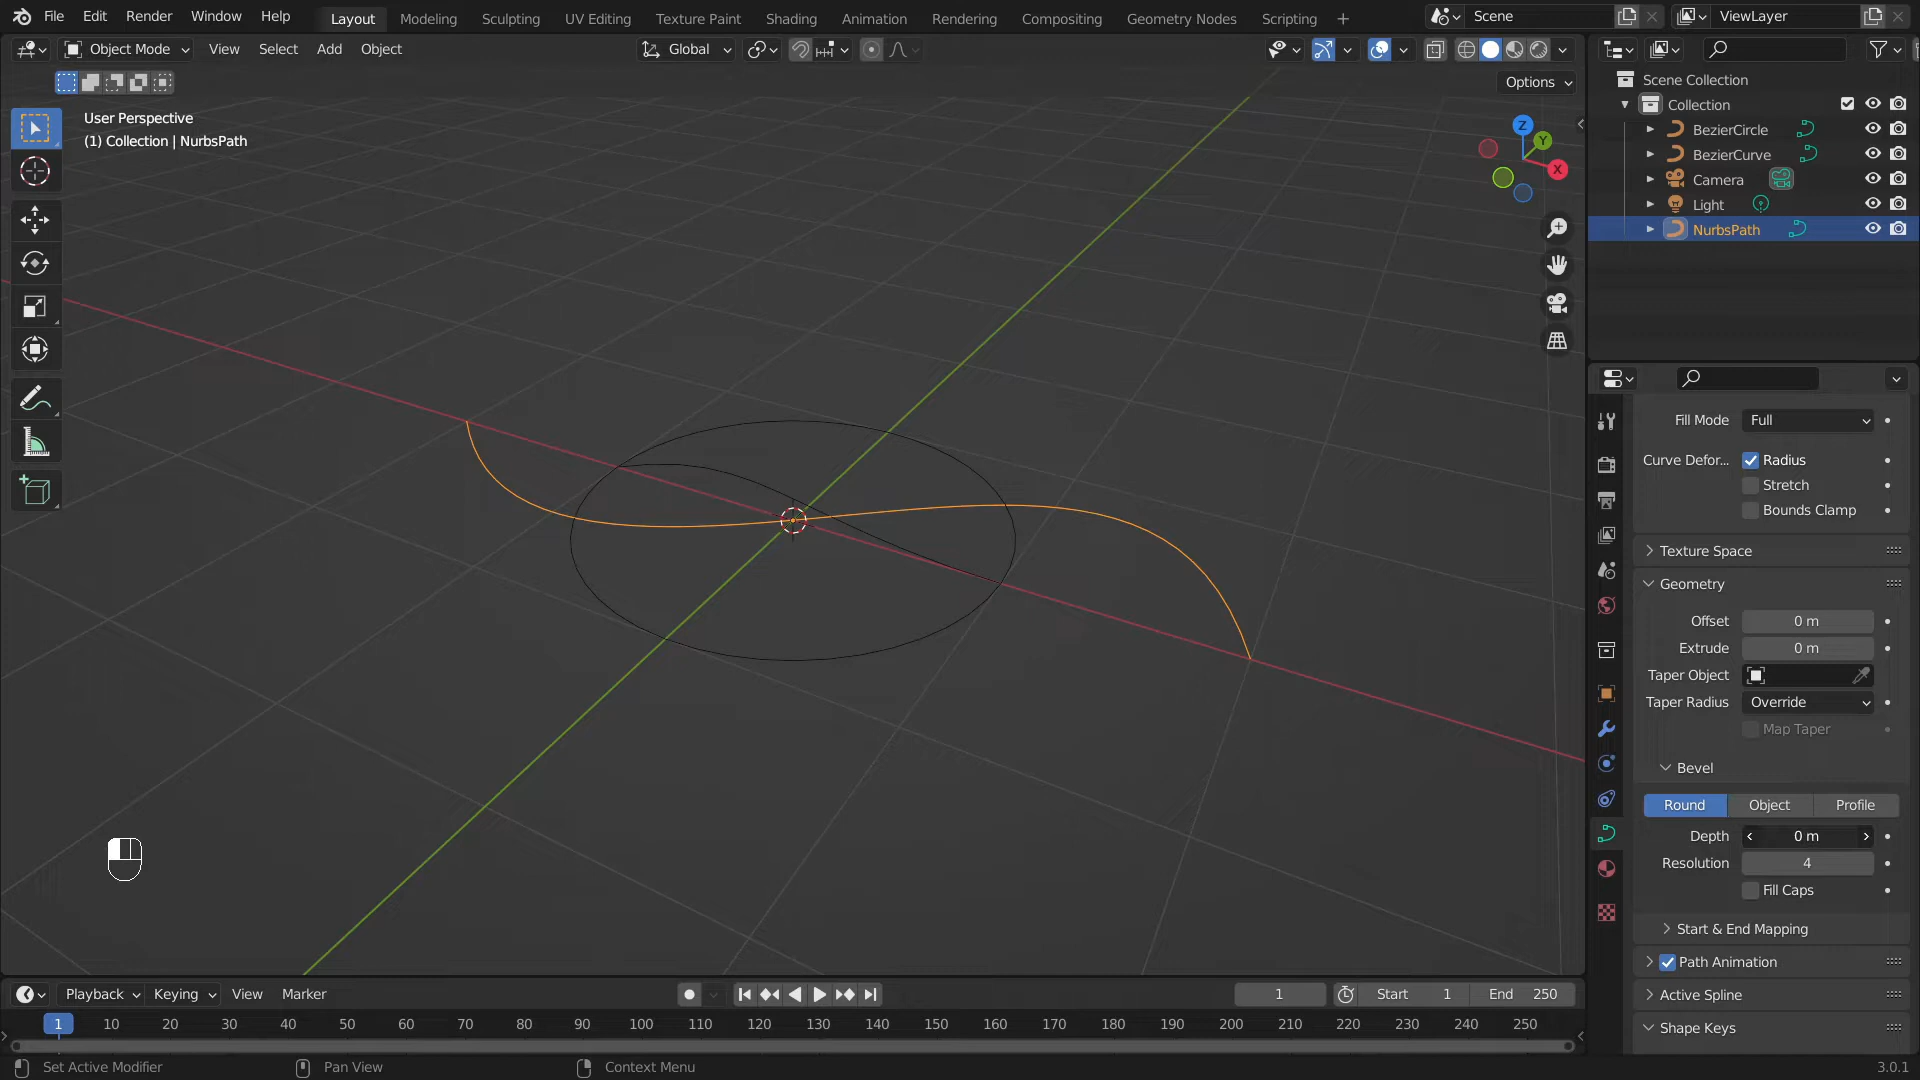 File Edit Render Window Help Layout Modeling Sculpting UV Editing Texture Paint Shading Animation Rendering Compositing Geometry Nodes Scripting + Scene ViewLayer
Object Mode View Select Add Object Global
Options
User Perspective
(1) Collection | NurbsPath
Z
Y
X
Scene Collection
Collection
BezierCircle
BezierCurve
Camera
Light
NurbsPath
Fill Mode Full
Curve Defor... Radius
Stretch
Bounds Clamp
Texture Space
Geometry
Offset 0 m
Extrude 0 m
Taper Object
Taper Radius Override
Map Taper
Bevel
Round Object Profile
Depth 0 m
Resolution 4
Fill Caps
Start & End Mapping
Path Animation
Active Spline
Shape Keys
Playback Keying View Marker 1 Start 1 End 250
1 10 20 30 40 50 60 70 80 90 100 110 120 130 140 150 160 170 180 190 200 210 220 230 240 250
Set Active Modifier Pan View Context Menu 3.0.1